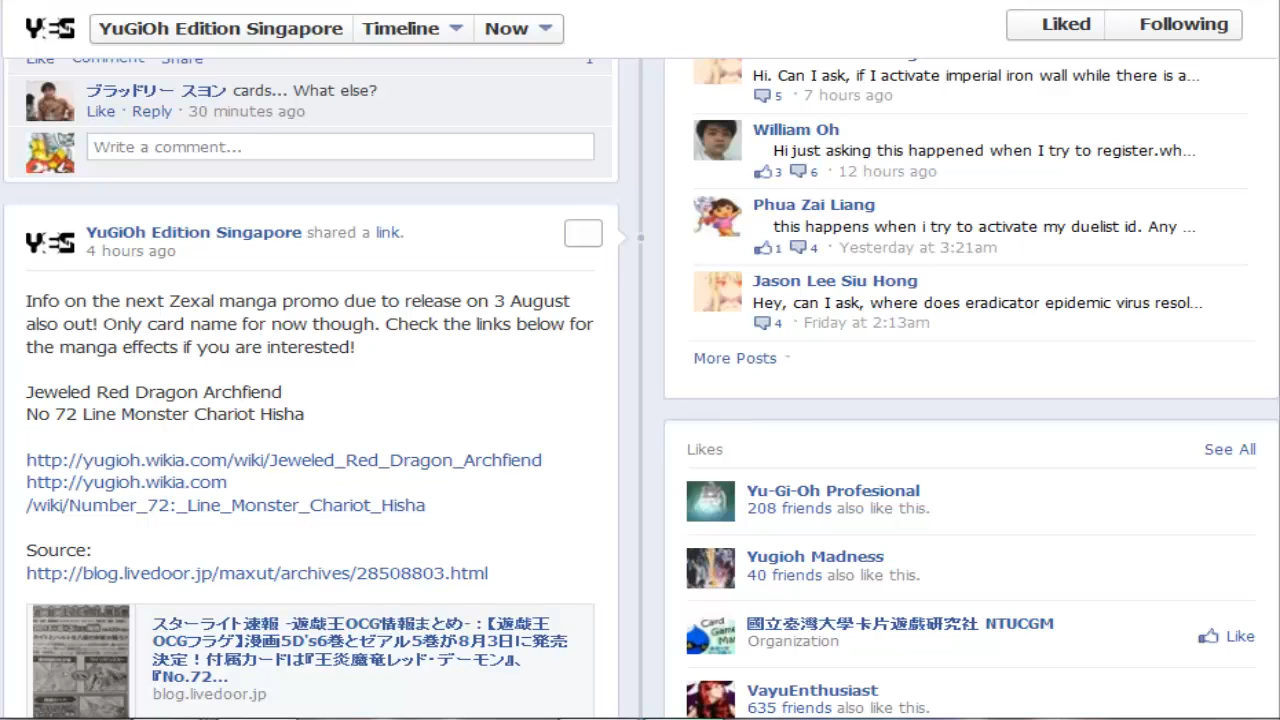 YES
YuGiOh Edition Singapore
Timeline
Now
Liked
Following
Like Comment Share
1
ブラッドリー スヨン cards... What else?
Like · Reply · 30 minutes ago
Write a comment...
YES
YuGiOh Edition Singapore shared a link.
4 hours ago
Info on the next Zexal manga promo due to release on 3 August
also out! Only card name for now though. Check the links below for
the manga effects if you are interested!
Jeweled Red Dragon Archfiend
No 72 Line Monster Chariot Hisha
http://yugioh.wikia.com/wiki/Jeweled_Red_Dragon_Archfiend
http://yugioh.wikia.com
/wiki/Number_72:_Line_Monster_Chariot_Hisha
Source:
http://blog.livedoor.jp/maxut/archives/28508803.html
スターライト速報 -遊戯王OCG情報まとめ- : 【遊戯王
OCGフラゲ】漫画5D's6巻とゼアル5巻が8月3日に発売
決定！付属カードは『王炎魔竜レッド・デーモン』、
『No.72...
blog.livedoor.jp
Hi. Can I ask, if I activate imperial iron wall while there is a...
5 · 7 hours ago
William Oh
Hi just asking this happened when I try to register.wh...
3 6 · 12 hours ago
Phua Zai Liang
this happens when i try to activate my duelist id. Any ...
1 4 · Yesterday at 3:21am
Jason Lee Siu Hong
Hey, can I ask, where does eradicator epidemic virus resol...
4 · Friday at 2:13am
More Posts
Likes
See All
Yu-Gi-Oh Profesional
208 friends also like this.
Yugioh Madness
40 friends also like this.
國立臺灣大學卡片遊戲研究社 NTUCGM
Organization
Like
VayuEnthusiast
635 friends also like this.